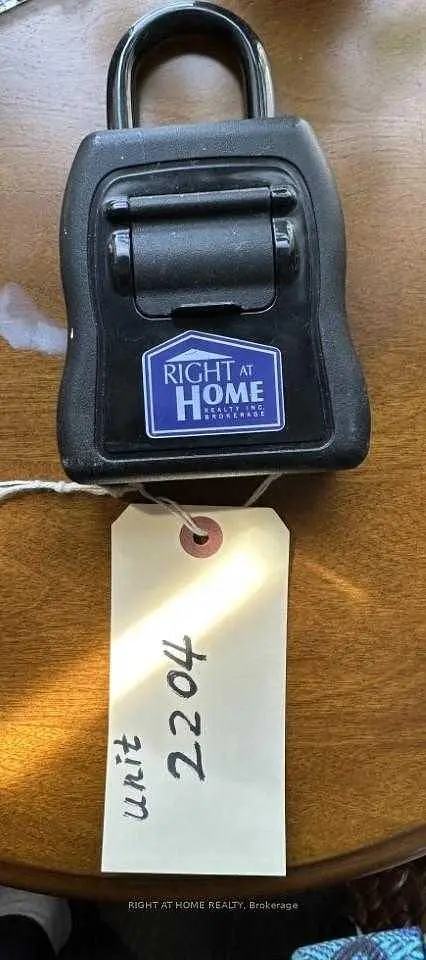 RIGHT AT
HOME
REALTY INC.
BROKERAGE
unit
2204
RIGHT AT HOME REALTY, Brokerage